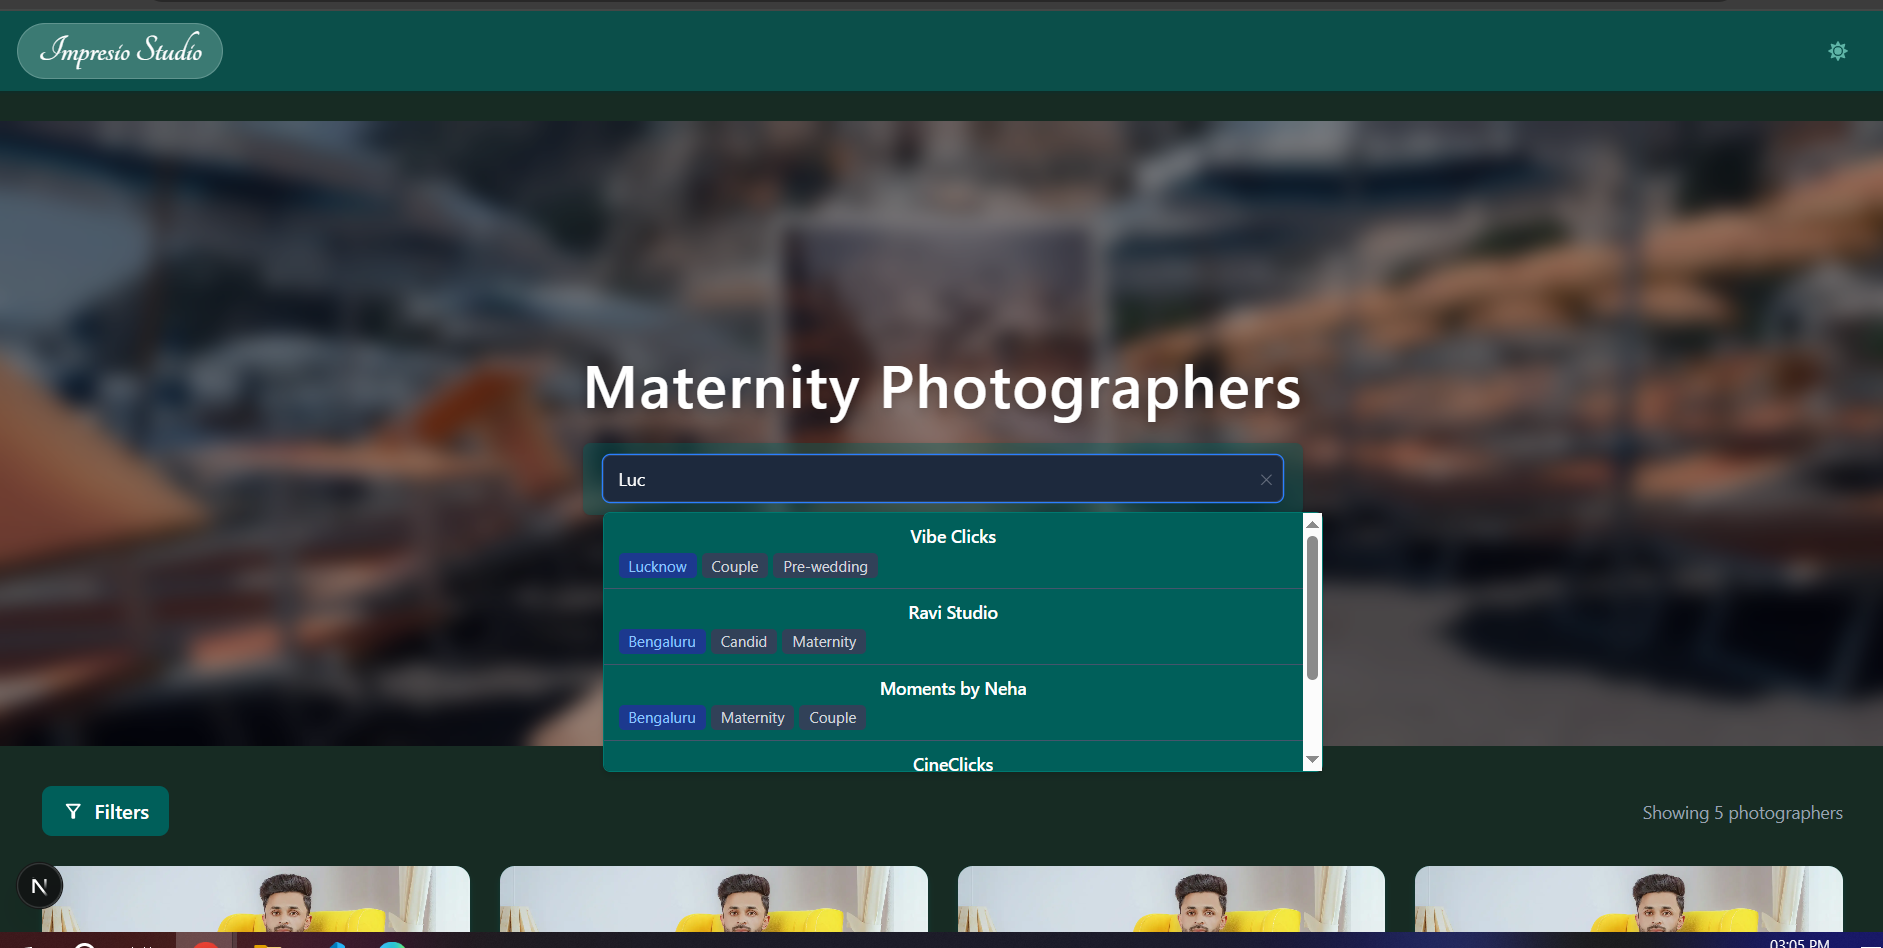 Impresio Studio
Maternity Photographers
Luc
Vibe Clicks
Lucknow Couple Pre-wedding
Ravi Studio
Bengaluru Candid Maternity
Moments by Neha
Bengaluru Maternity Couple
CineClicks
Filters
Showing 5 photographers
N
03:05 PM